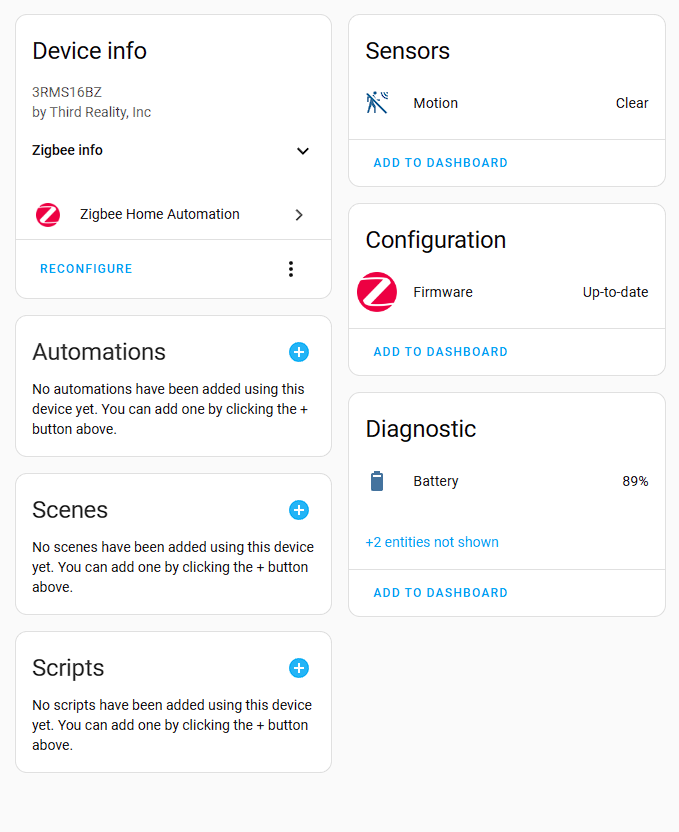 Device info
3RMS16BZ
by Third Reality, Inc
Zigbee info
Zigbee Home Automation
RECONFIGURE
Automations
No automations have been added using this
device yet. You can add one by clicking the +
button above.
Scenes
No scenes have been added using this device
yet. You can add one by clicking the + button
above.
Scripts
No scripts have been added using this device
yet. You can add one by clicking the + button
above.
Sensors
Motion Clear
ADD TO DASHBOARD
Configuration
Firmware Up-to-date
ADD TO DASHBOARD
Diagnostic
Battery 89%
+2 entities not shown
ADD TO DASHBOARD